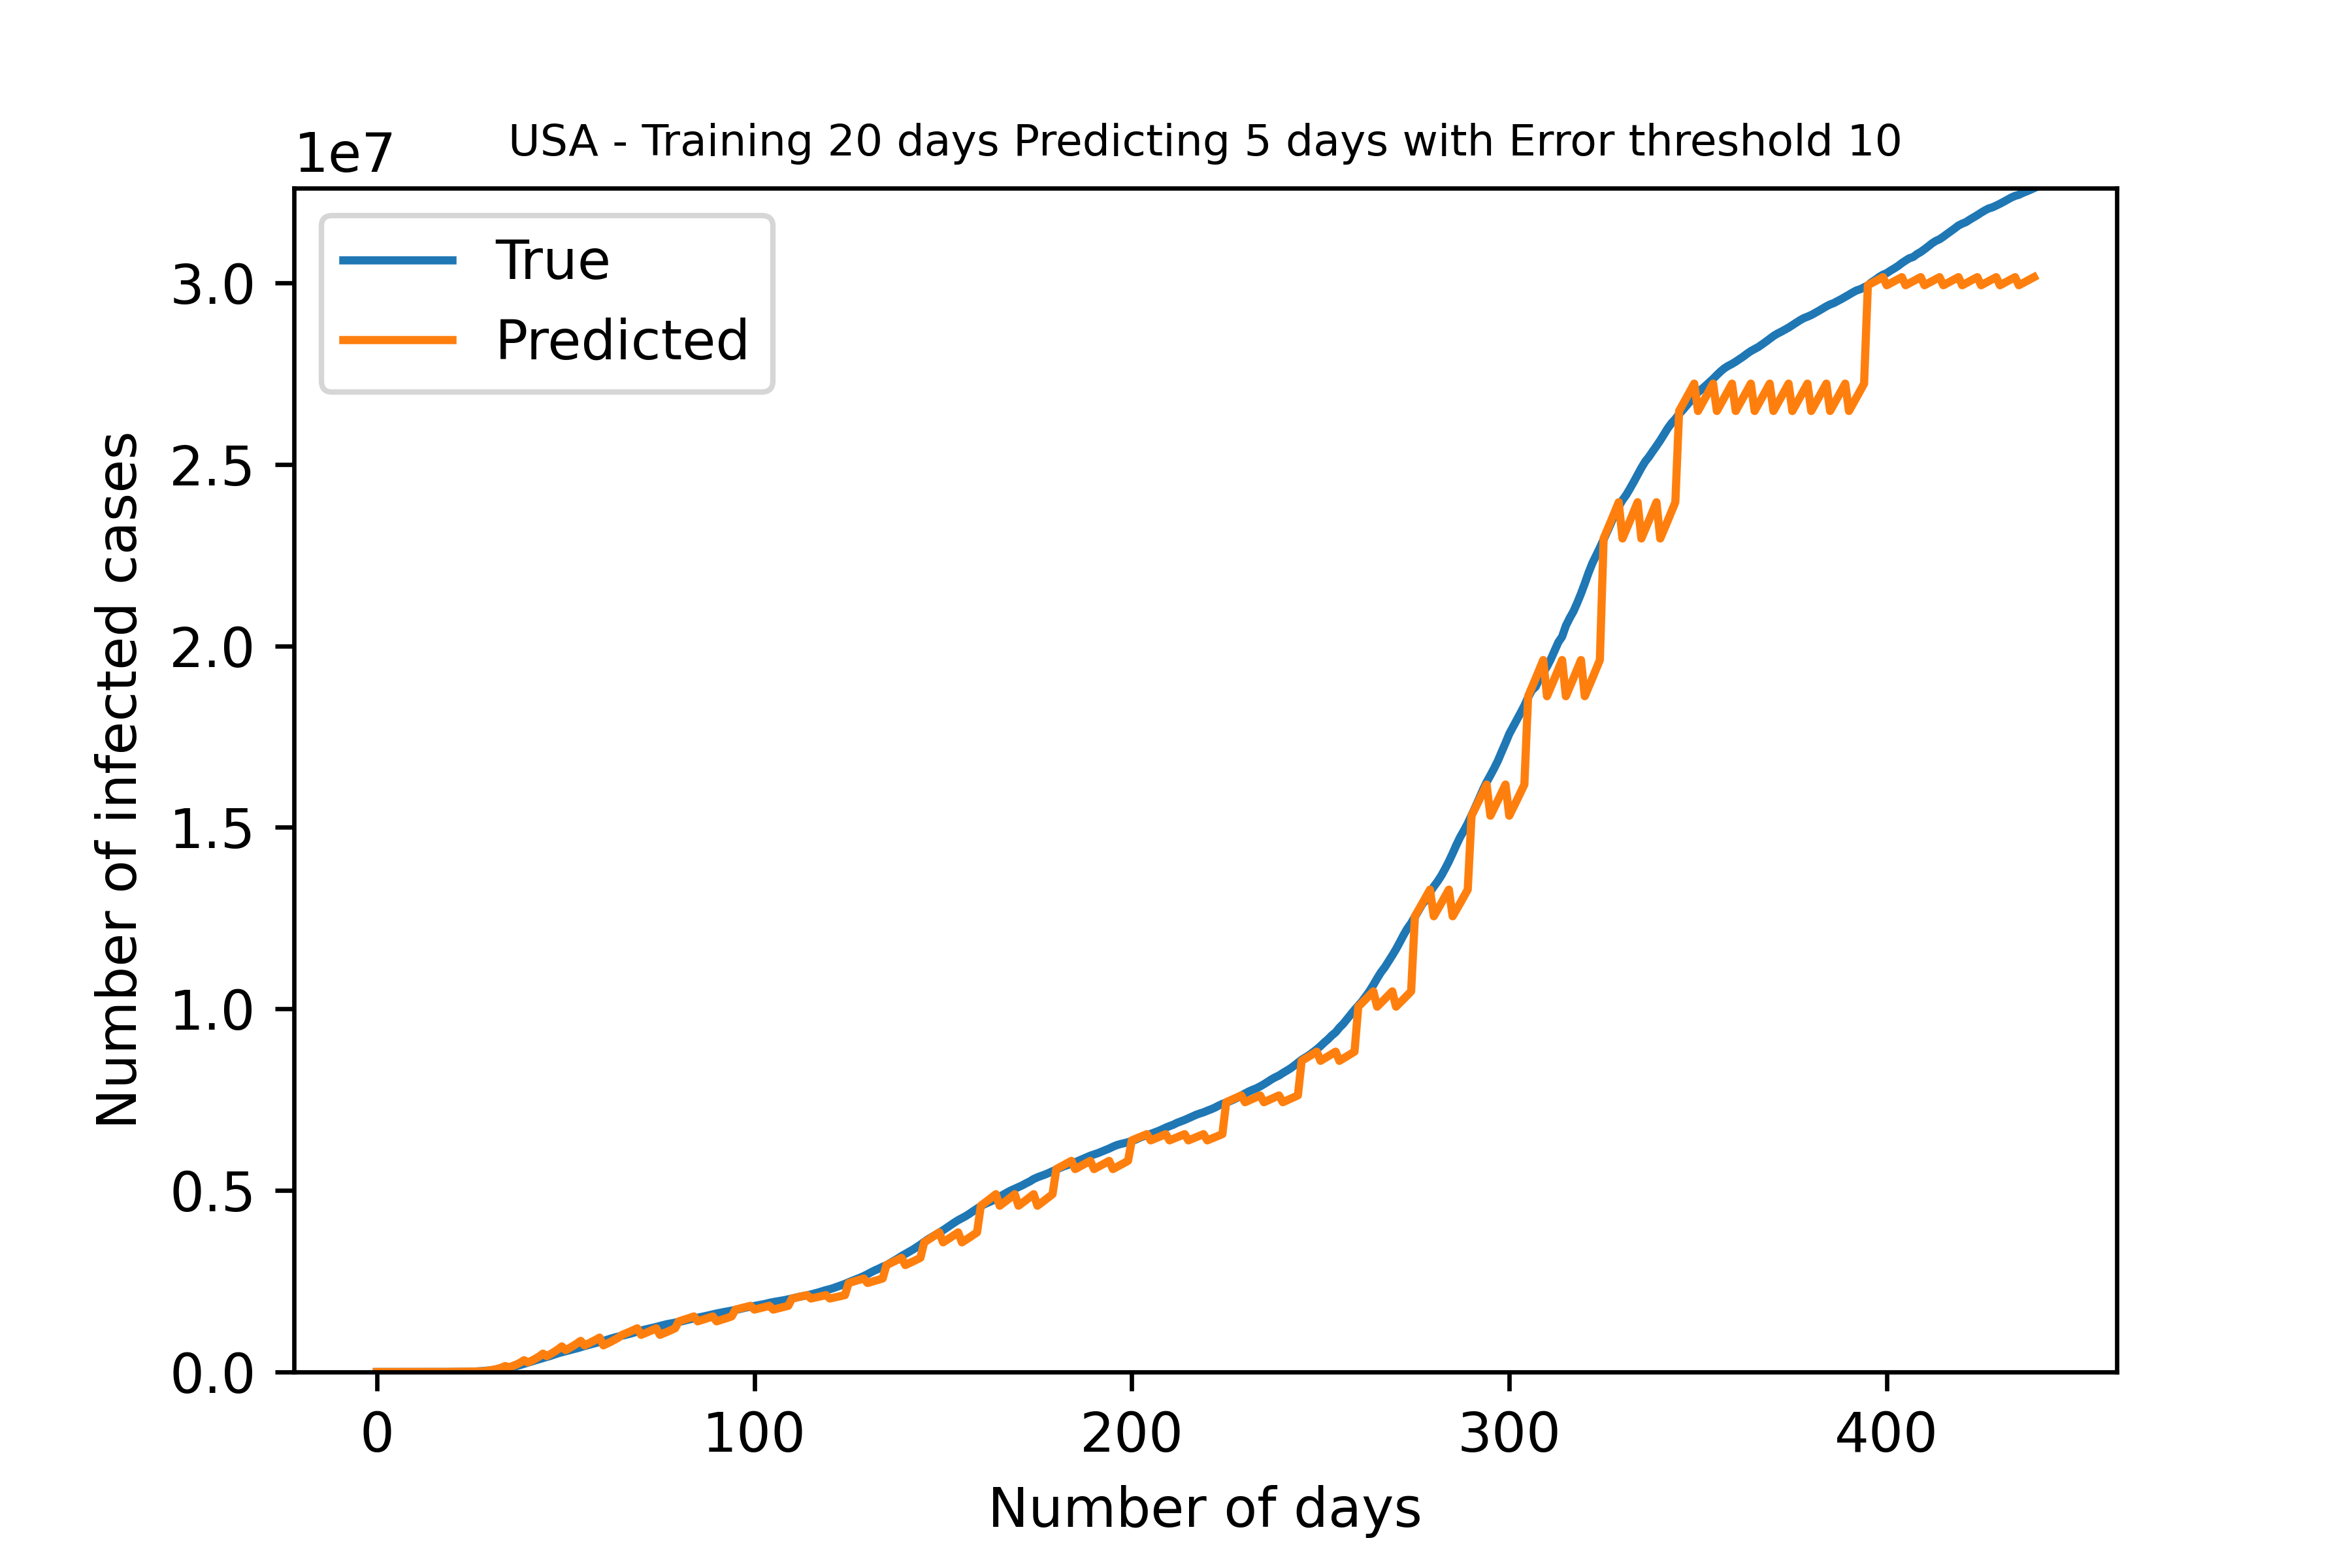 USA - Training 20 days Predicting 5 days with Error threshold 10
1e7
True
Predicted
3.0
2.5
2.0
1.5
1.0
0.5
0.0
Number of infected cases
0 100 200 300 400
Number of days